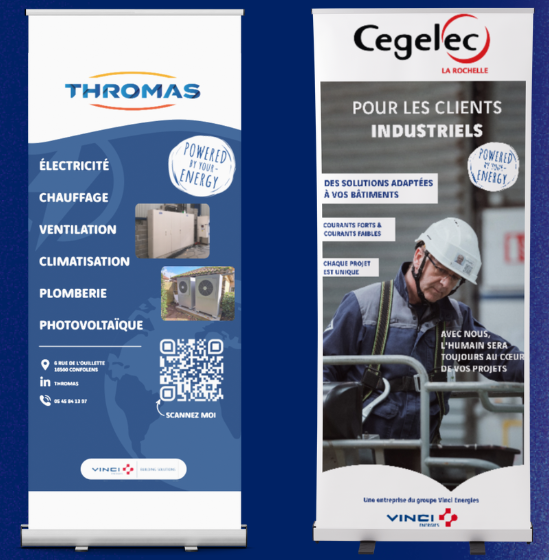 THROMAS
POWERED
BY YOUR
ENERGY
ÉLECTRICITÉ
CHAUFFAGE
VENTILATION
CLIMATISATION
PLOMBERIE
PHOTOVOLTAÏQUE
6 RUE DE L'OUILLETTE
16500 CONFOLENS
THROMAS
05 45 84 13 97
SCANNEZ MOI
VINCI
BUILDING SOLUTIONS
Cegelec
LA ROCHELLE
POUR LES CLIENTS
INDUSTRIELS
POWERED
BY YOUR
ENERGY
DES SOLUTIONS ADAPTÉES
À VOS BÂTIMENTS
COURANTS FORTS &
COURANTS FAIBLES
CHAQUE PROJET
EST UNIQUE
AVEC NOUS,
L'HUMAIN SERA
TOUJOURS AU CŒUR
DE VOS PROJETS
Une entreprise du groupe Vinci Energies
VINCI
ENERGIES